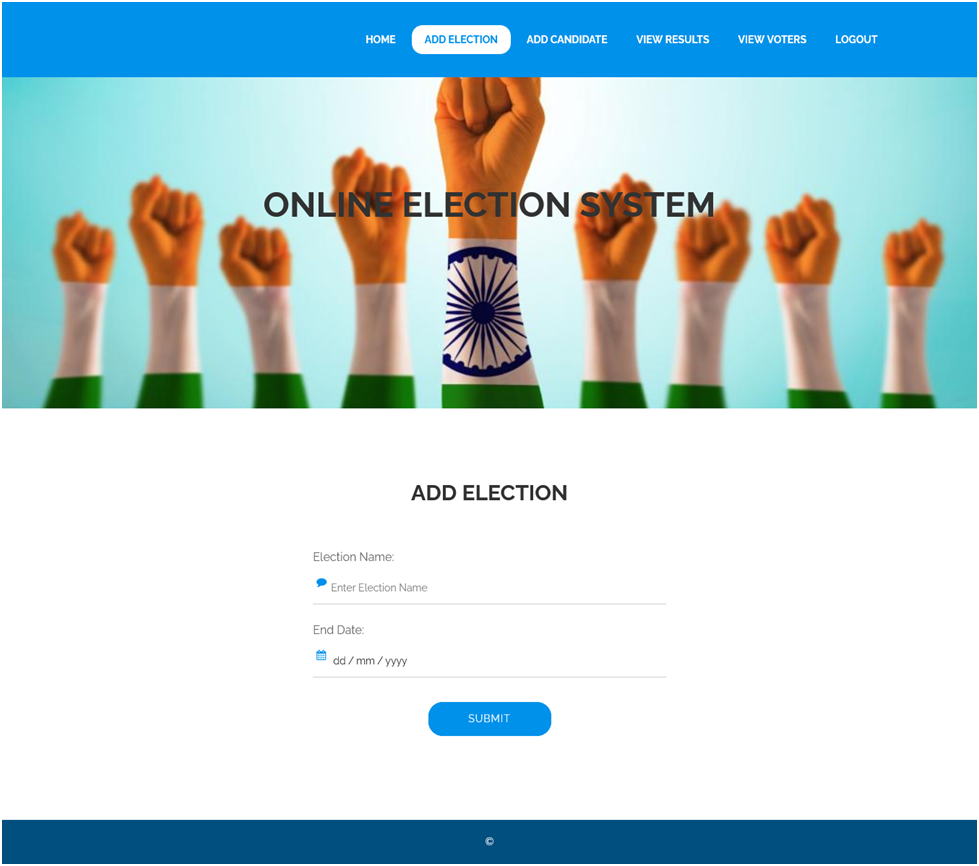 HOME ADD ELECTION ADD CANDIDATE VIEW RESULTS VIEW VOTERS LOGOUT
ONLINE ELECTION SYSTEM
ADD ELECTION
Election Name:
Enter Election Name
End Date:
dd / mm / yyyy
SUBMIT
©